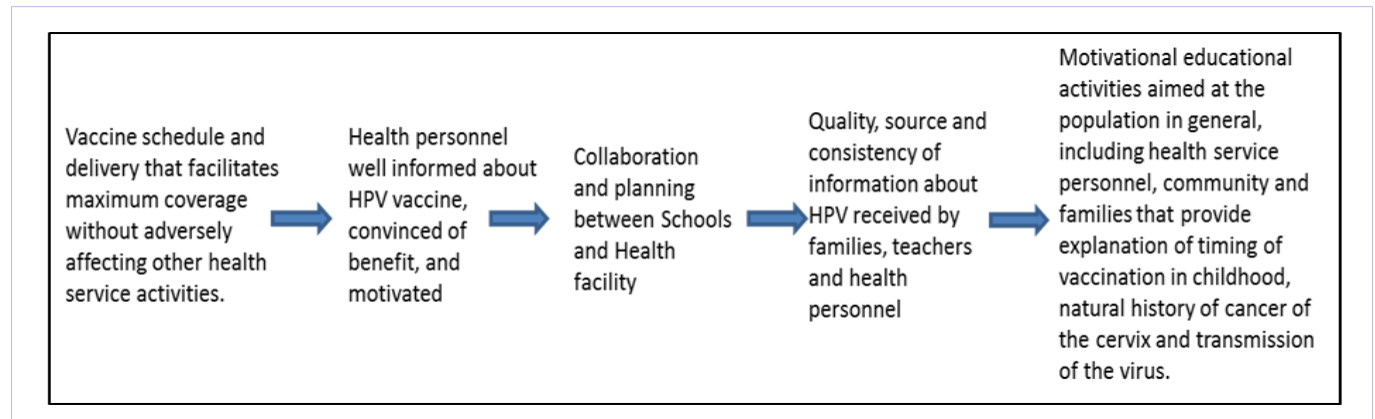 Vaccine schedule and
delivery that facilitates
maximum coverage
without adversely
affecting other health
service activities.
Health personnel
well informed about
HPV vaccine,
convinced of
benefit, and
motivated
Collaboration
and planning
between Schools
and Health
facility
Quality, source and
consistency of
information about
HPV received by
families, teachers
and health
personnel
Motivational educational
activities aimed at the
population in general,
including health service
personnel, community and
families that provide
explanation of timing of
vaccination in childhood,
natural history of cancer of
the cervix and transmission
of the virus.